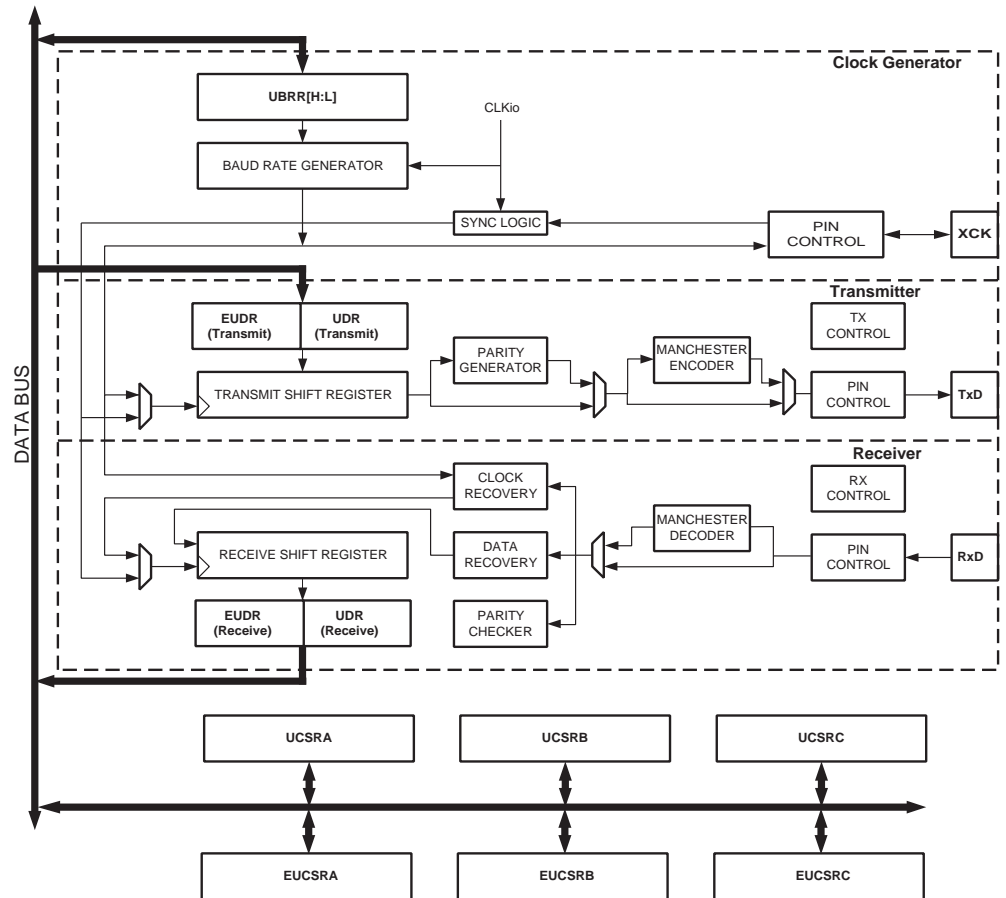 Clock Generator
UBRR[H:L]
CLKio
BAUD RATE GENERATOR
SYNC LOGIC
PIN
CONTROL
XCK
Transmitter
EUDR
(Transmit)
UDR
(Transmit)
TX
CONTROL
PARITY
GENERATOR
MANCHESTER
ENCODER
TRANSMIT SHIFT REGISTER
PIN
CONTROL
TxD
DATA BUS
Receiver
CLOCK
RECOVERY
RX
CONTROL
MANCHESTER
DECODER
RECEIVE SHIFT REGISTER
DATA
RECOVERY
PIN
CONTROL
RxD
EUDR
(Receive)
UDR
(Receive)
PARITY
CHECKER
UCSRA
UCSRB
UCSRC
EUCSRA
EUCSRB
EUCSRC